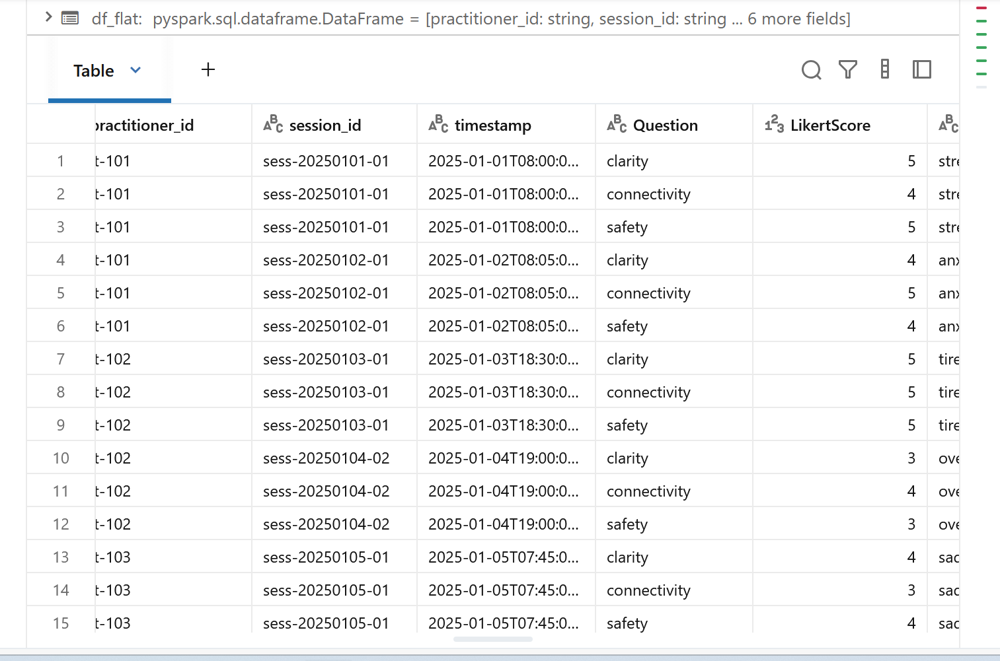 df_flat: pyspark.sql.dataframe.DataFrame = [practitioner_id: string, session_id: string ... 6 more fields]
Table
practitioner_id session_id timestamp Question LikertScore
1 t-101 sess-20250101-01 2025-01-01T08:00:0... clarity 5 stre
2 t-101 sess-20250101-01 2025-01-01T08:00:0... connectivity 4 stre
3 t-101 sess-20250101-01 2025-01-01T08:00:0... safety 5 stre
4 t-101 sess-20250102-01 2025-01-02T08:05:0... clarity 4 anx
5 t-101 sess-20250102-01 2025-01-02T08:05:0... connectivity 5 anx
6 t-101 sess-20250102-01 2025-01-02T08:05:0... safety 4 anx
7 t-102 sess-20250103-01 2025-01-03T18:30:0... clarity 5 tire
8 t-102 sess-20250103-01 2025-01-03T18:30:0... connectivity 5 tire
9 t-102 sess-20250103-01 2025-01-03T18:30:0... safety 5 tire
10 t-102 sess-20250104-02 2025-01-04T19:00:0... clarity 3 ove
11 t-102 sess-20250104-02 2025-01-04T19:00:0... connectivity 4 ove
12 t-102 sess-20250104-02 2025-01-04T19:00:0... safety 3 ove
13 t-103 sess-20250105-01 2025-01-05T07:45:0... clarity 4 sad
14 t-103 sess-20250105-01 2025-01-05T07:45:0... connectivity 3 sad
15 t-103 sess-20250105-01 2025-01-05T07:45:0... safety 4 sad